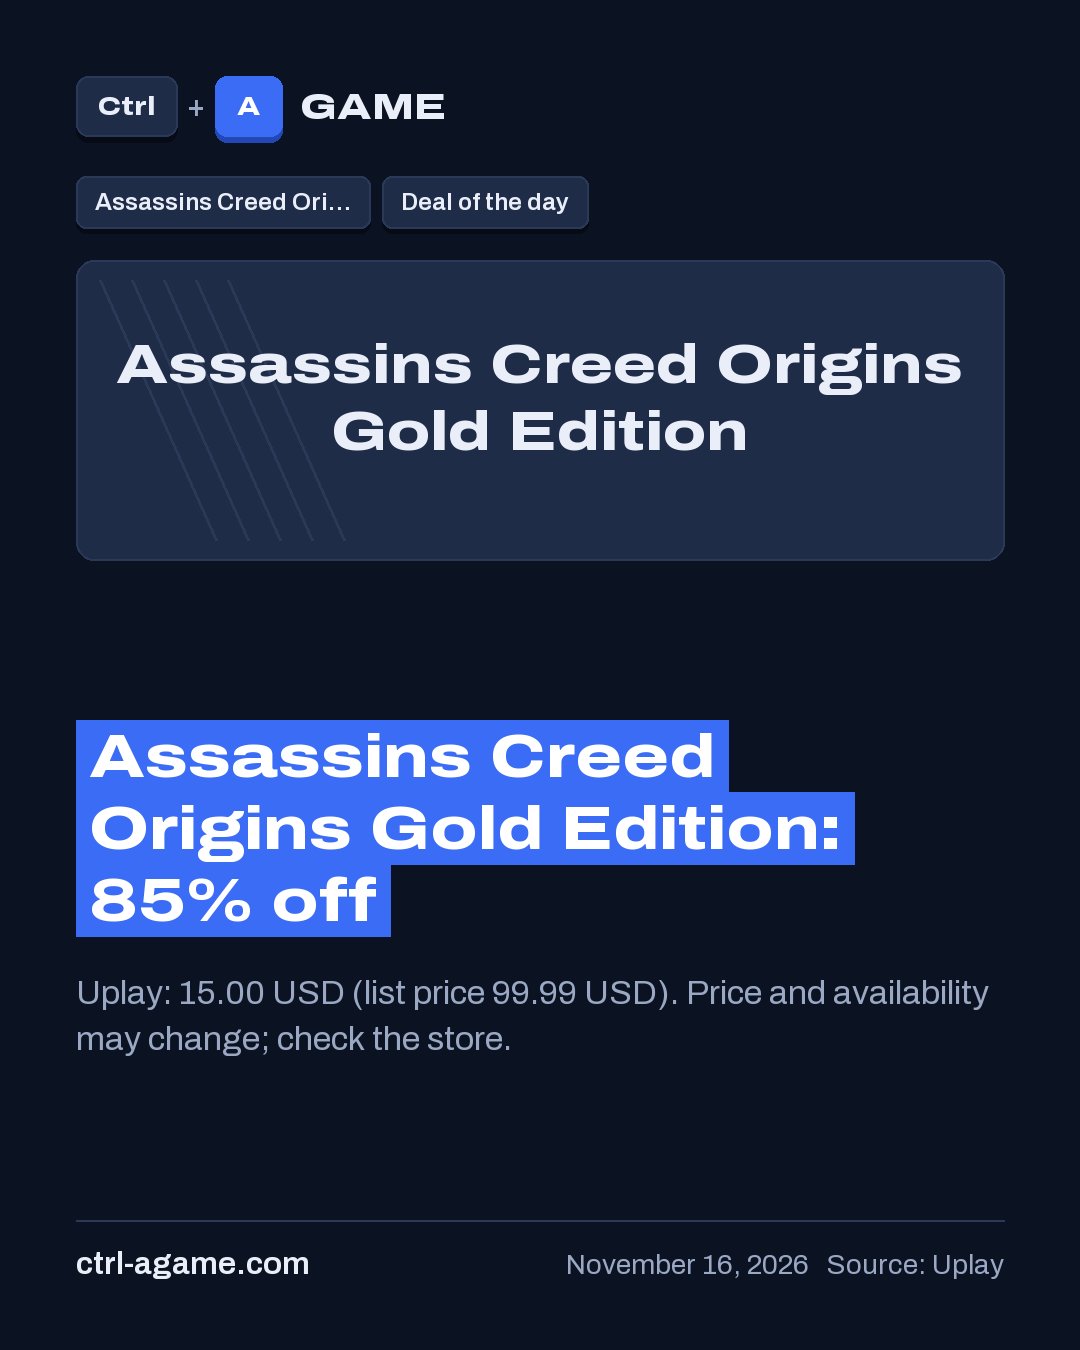 Ctrl + A GAME
Assassins Creed Ori... Deal of the day
Assassins Creed Origins
Gold Edition
Assassins Creed
Origins Gold Edition:
85% off
Uplay: 15.00 USD (list price 99.99 USD). Price and availability
may change; check the store.
ctrl-agame.com November 16, 2026 Source: Uplay